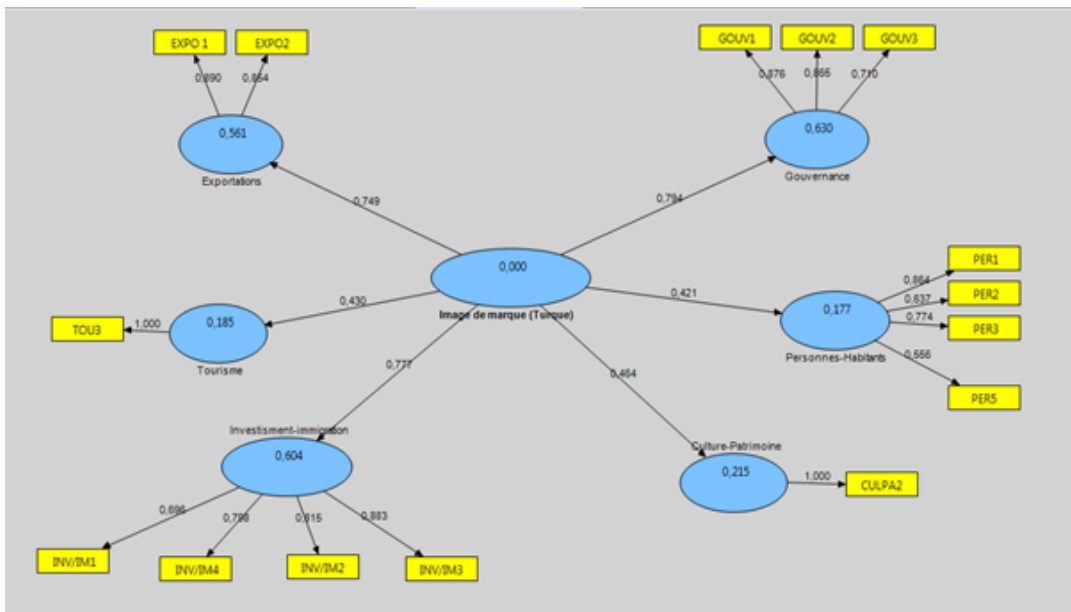 EXPO 1
EXPO2
GOUV1
GOUV2
GOUV3
0,890
0,854
0,876
0,865
0,710
0,561
Exportations
0,630
Gouvernance
0,749
0,794
0,000
Image de marque (Turque)
0,430
0,421
TOU3
1,000
0,185
Tourisme
PER1
0,864
PER2
0,637
PER3
0,774
0,177
Personnes-Habitants
0,556
PER5
0,777
0,464
Investisment-immigration
0,604
Culture-Patrimoine
0,215
1,000
CULPA2
0,696
0,798
0,815
0,883
INV/IM1
INV/IM4
INV/IM2
INV/IM3